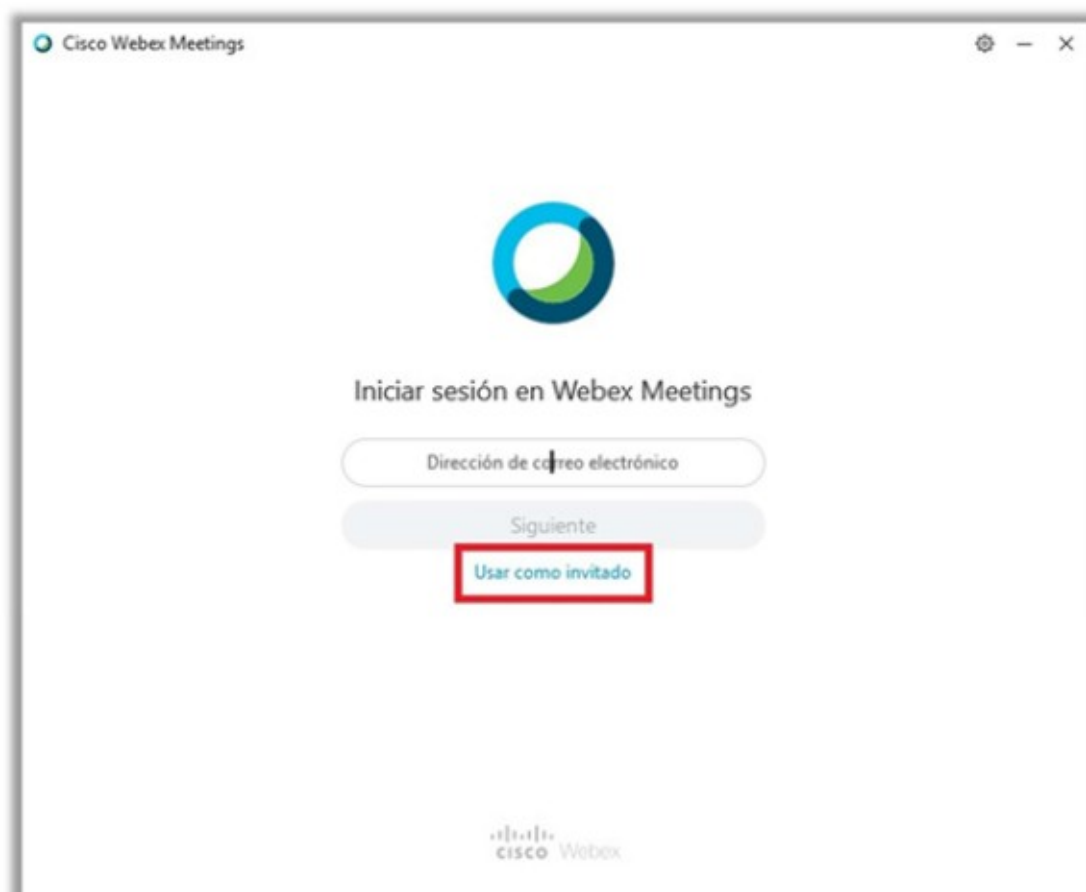 Cisco Webex Meetings
Iniciar sesión en Webex Meetings
Dirección de correo electrónico
Siguiente
Usar como invitado
cisco Webex